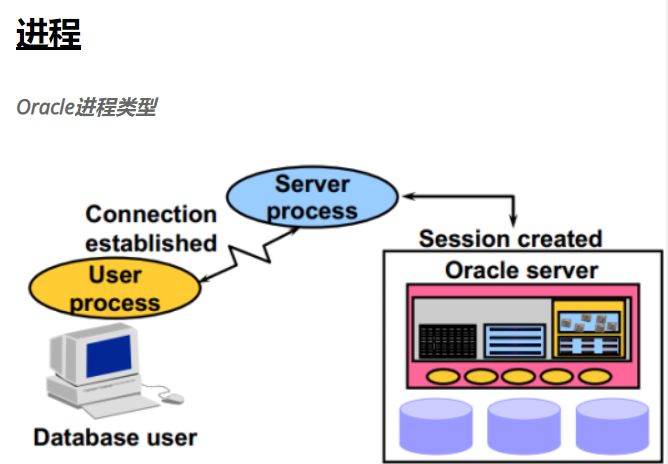 进程
Oracle进程类型
Server
process
Connection
established
User
process
Session created
Oracle server
Database user